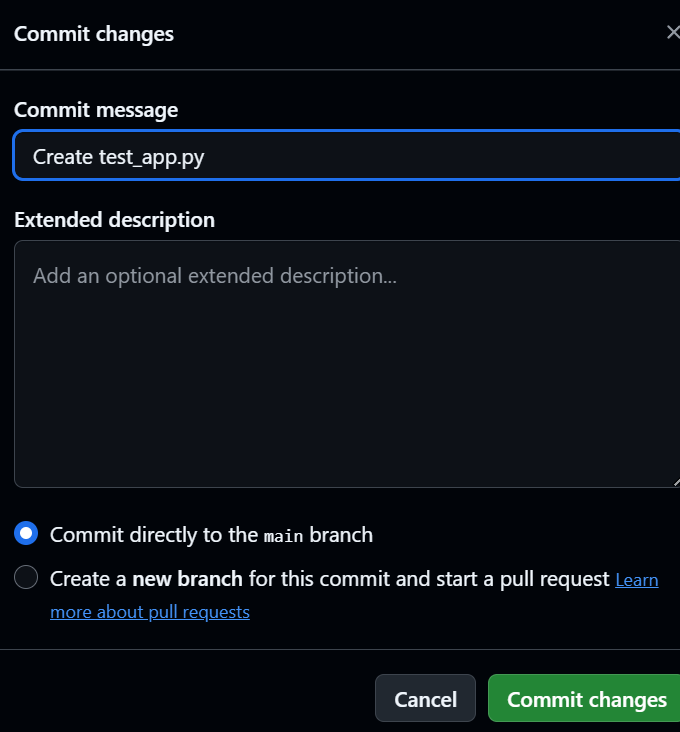 Commit changes
Commit message
Create test_app.py
Extended description
Add an optional extended description...
Commit directly to the main branch
Create a new branch for this commit and start a pull request Learn
more about pull requests
Cancel
Commit changes